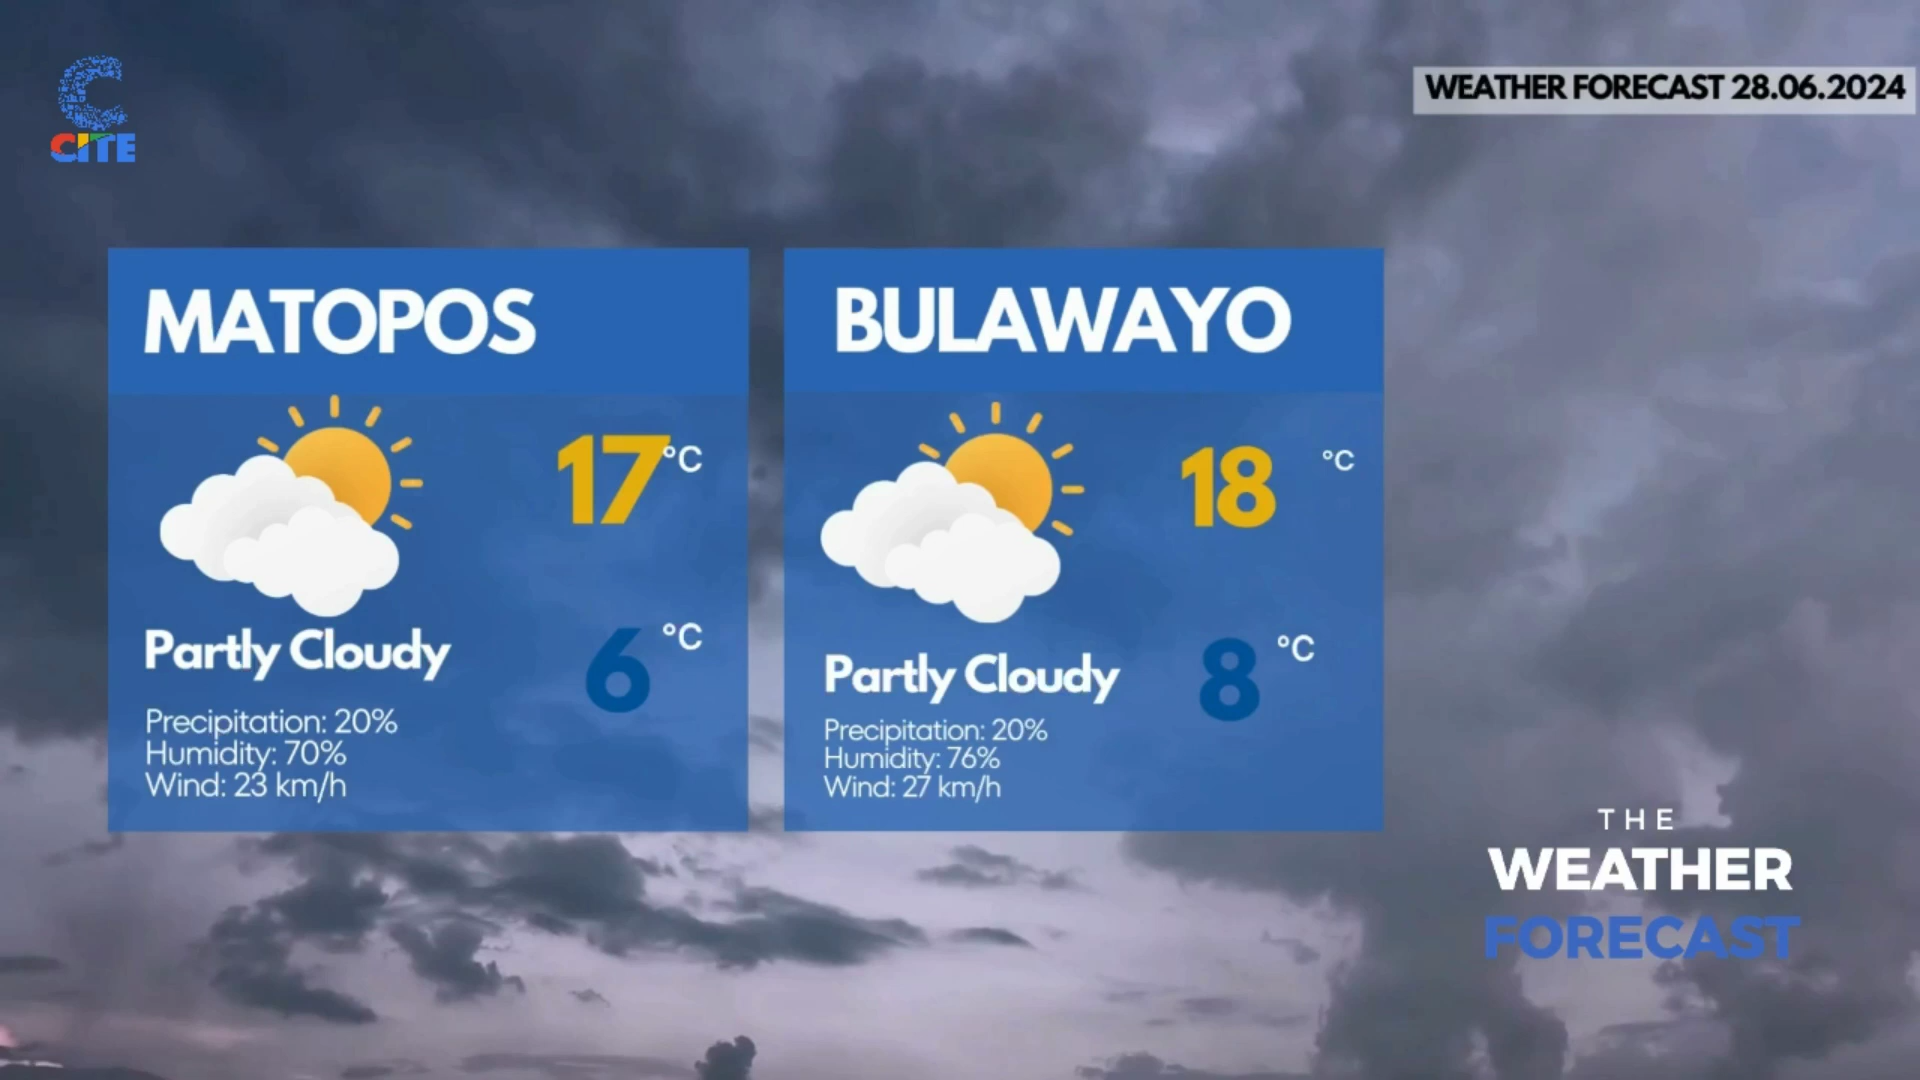 C
CITE
WEATHER FORECAST 28.06.2024
MATOPOS
17°C
6°C
Partly Cloudy
Precipitation: 20%
Humidity: 70%
Wind: 23 km/h
BULAWAYO
18 °C
8 °C
Partly Cloudy
Precipitation: 20%
Humidity: 76%
Wind: 27 km/h
THE
WEATHER
FORECAST